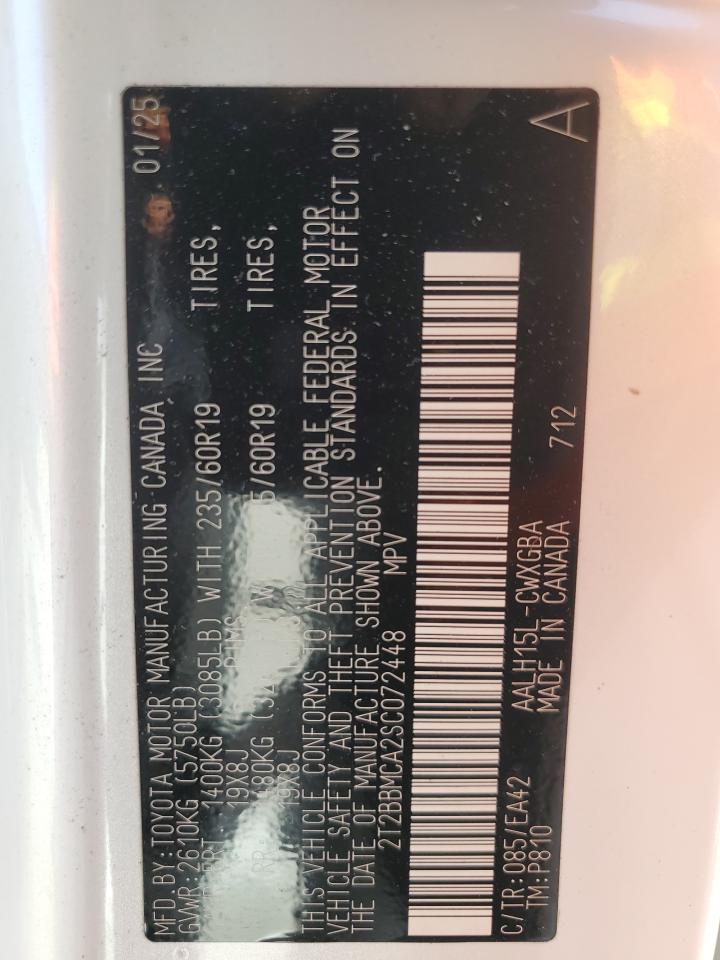 MFD.BY:TOYOTA MOTOR MANUFACTURING CANADA INC 01/25
GVWR:2610KG (5750LB)
FRT 1400KG (3085LB) WITH 235/60R19 TIRES,
19X8J RIMS
RR 5/60R19 TIRES,
19X8J
THIS VEHICLE CONFORMS TO ALL APPLICABLE FEDERAL MOTOR
VEHICLE SAFETY AND THEFT PREVENTION STANDARDS IN EFFECT ON
THE DATE OF MANUFACTURE SHOWN ABOVE.
2T2BBMCA2SC072448 MPV
C/TR:085/EA42 AALH15L-CWXGBA
TM:P810 MADE IN CANADA 712 A